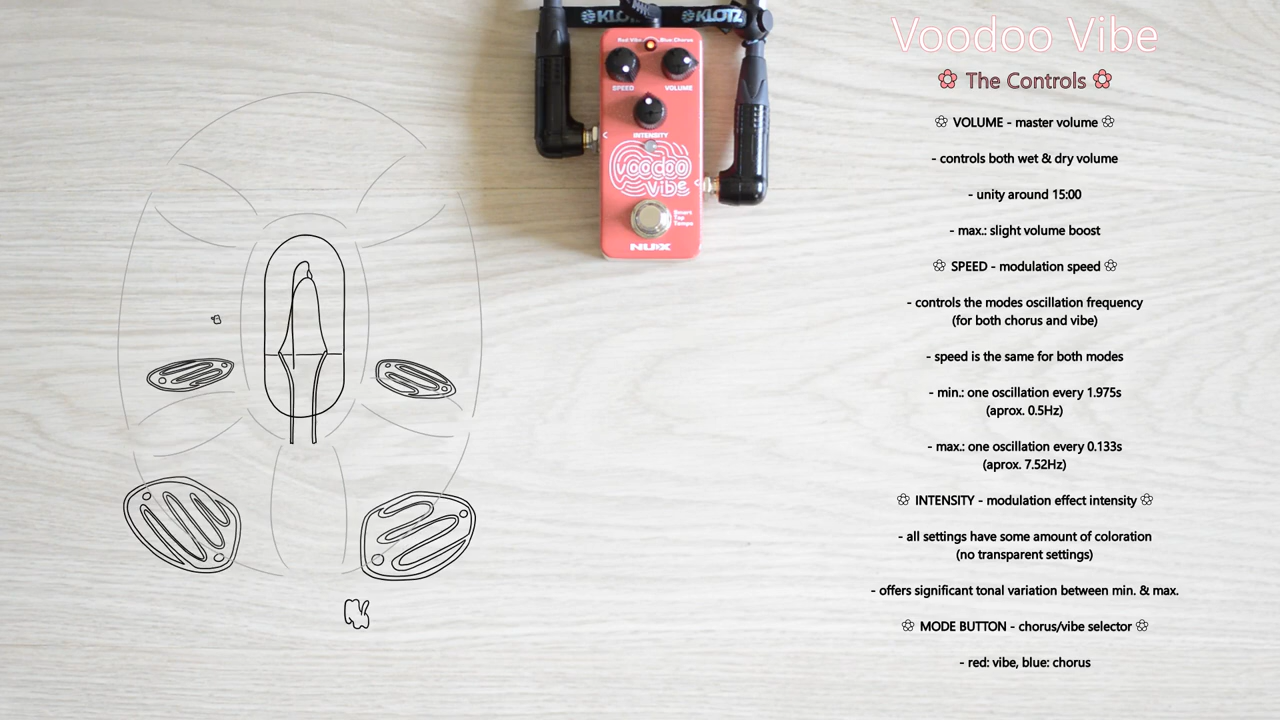 KLOTZ
Voodoo Vibe
The Controls
VOLUME - master volume
- controls both wet & dry volume
- unity around 15:00
- max.: slight volume boost
SPEED - modulation speed
- controls the modes oscillation frequency
(for both chorus and vibe)
- speed is the same for both modes
- min.: one oscillation every 1.975s
(aprox. 0.5Hz)
- max.: one oscillation every 0.133s
(aprox. 7.52Hz)
INTENSITY - modulation effect intensity
- all settings have some amount of coloration
(no transparent settings)
- offers significant tonal variation between min. & max.
MODE BUTTON - chorus/vibe selector
- red: vibe, blue: chorus
Red:Vibe Blue:Chorus
SPEED VOLUME
INTENSITY
voodoo
vibe
Smart
Tap
Tempo
NUX